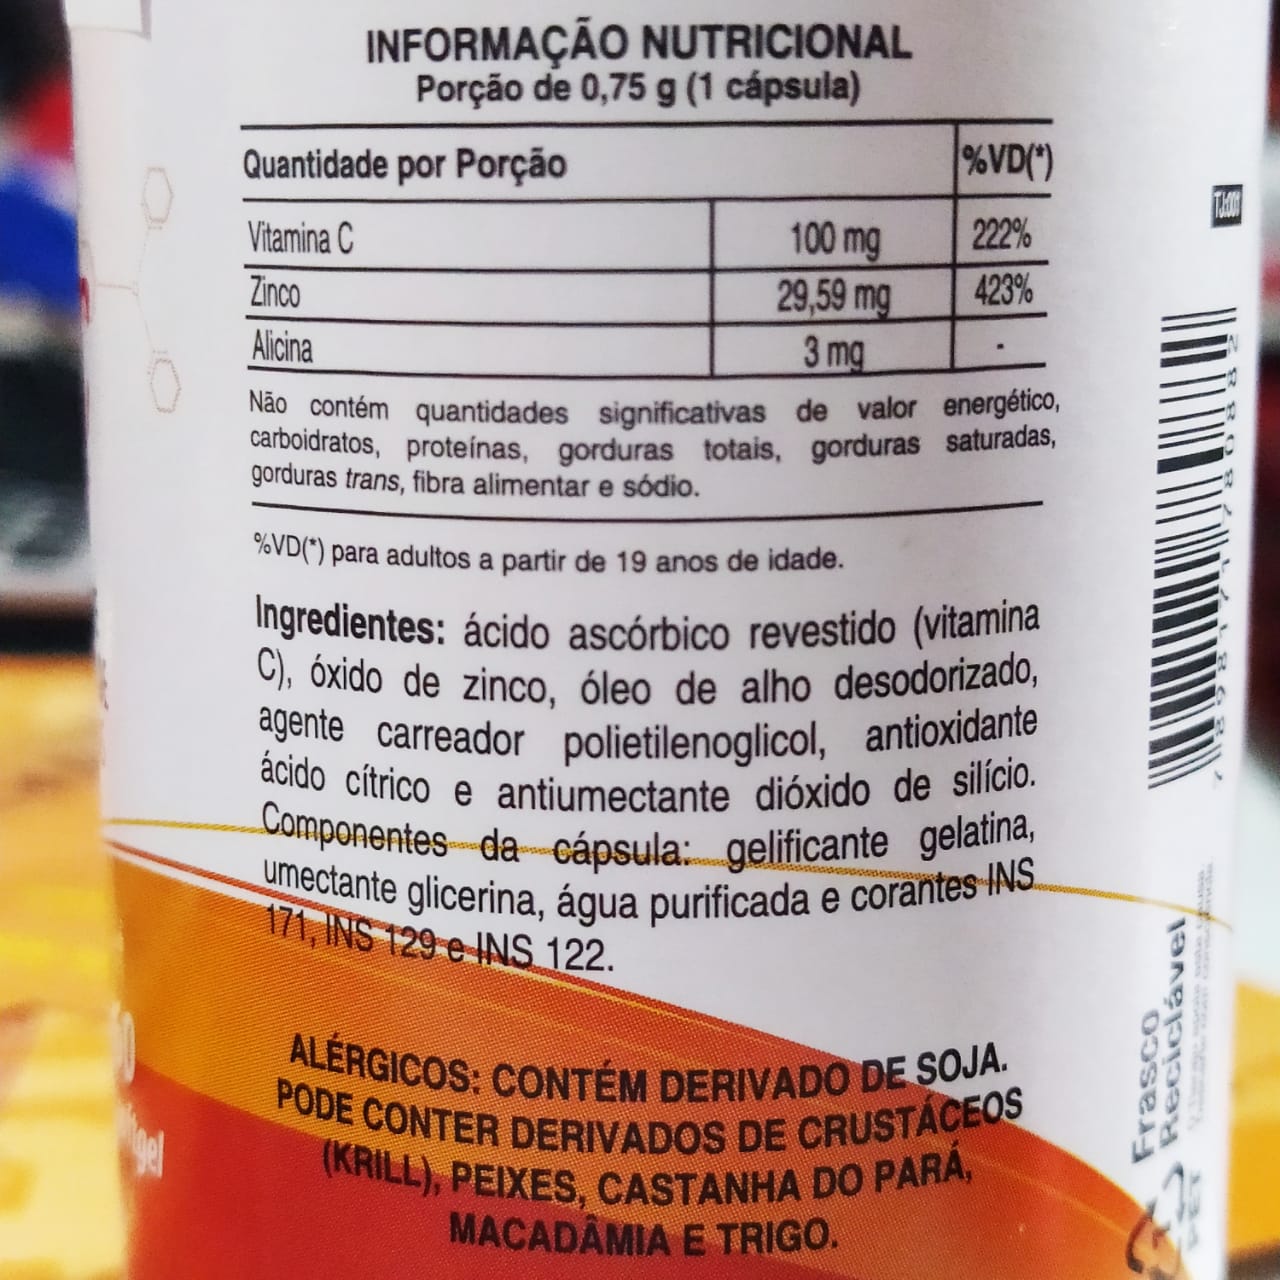 INFORMAÇÃO NUTRICIONAL
Porção de 0,75 g (1 cápsula)
Quantidade por Porção %VD(*)
Vitamina C 100 mg 222%
Zinco 29,59 mg 423%
Alicina 3 mg -
Não contém quantidades significativas de valor energético,
carboidratos, proteínas, gorduras totais, gorduras saturadas,
gorduras trans, fibra alimentar e sódio.
%VD(*) para adultos a partir de 19 anos de idade.
Ingredientes: ácido ascórbico revestido (vitamina
C), óxido de zinco, óleo de alho desodorizado,
agente carreador polietilenoglicol, antioxidante
ácido cítrico e antiumectante dióxido de silício.
Componentes da cápsula: gelificante gelatina,
umectante glicerina, água purificada e corantes INS
171, INS 129 e INS 122.
ALÉRGICOS: CONTÉM DERIVADO DE SOJA.
PODE CONTER DERIVADOS DE CRUSTÁCEOS
(KRILL), PEIXES, CASTANHA DO PARÁ,
MACADÂMIA E TRIGO.
7 898171 780882
Frasco
Reciclável
PET